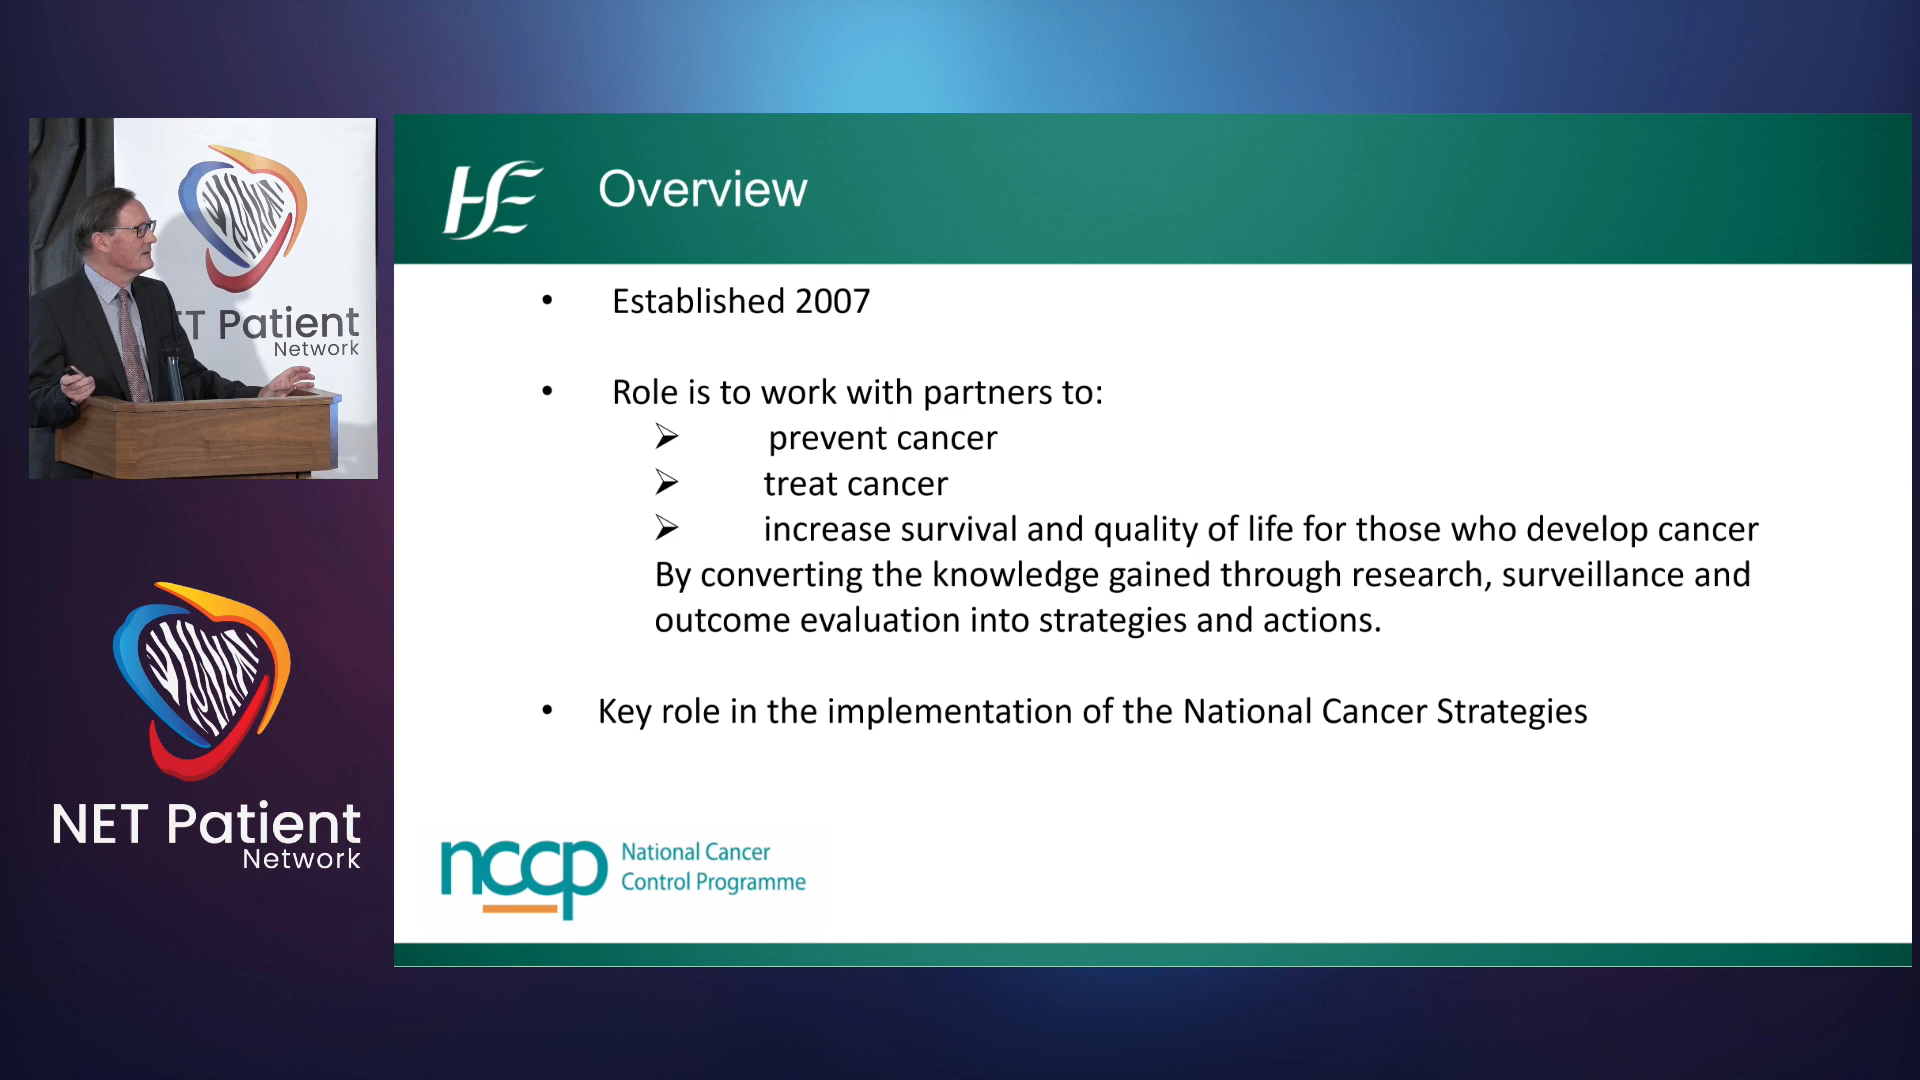 T Patient
Network
NET Patient
Network
HSE
Overview
• Established 2007
• Role is to work with partners to:
➢ prevent cancer
➢ treat cancer
➢ increase survival and quality of life for those who develop cancer
By converting the knowledge gained through research, surveillance and
outcome evaluation into strategies and actions.
• Key role in the implementation of the National Cancer Strategies
nccp National Cancer
Control Programme